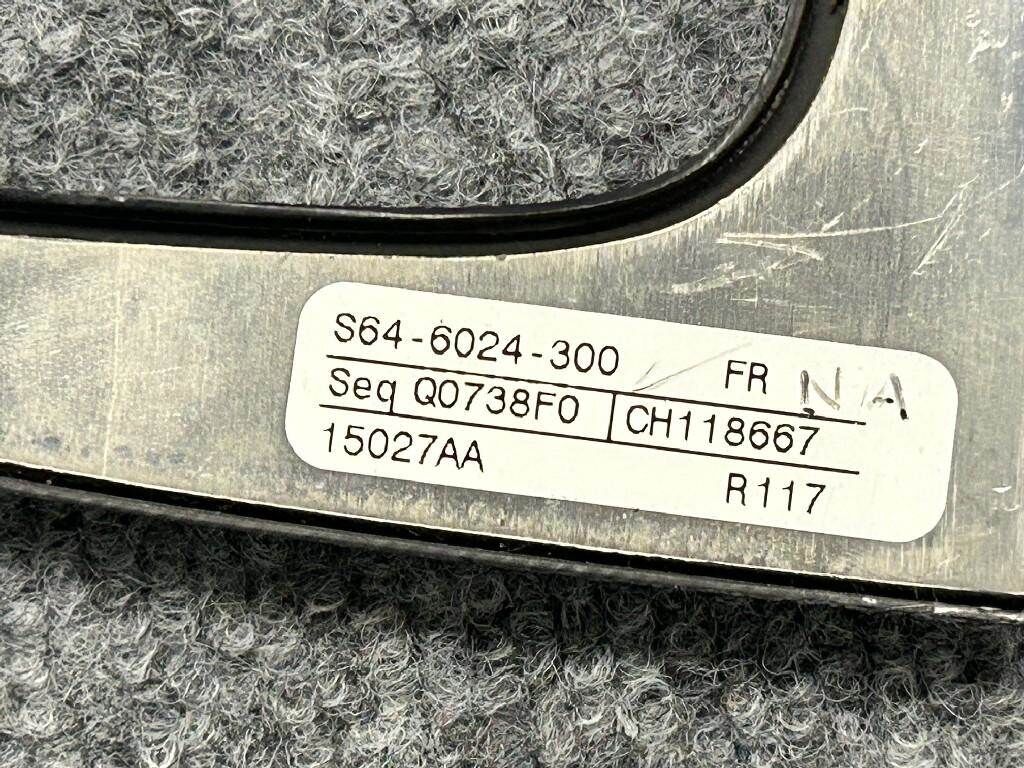 S64-6024-300 FR NA
Seq Q0738F0 CH118667
15027AA R117